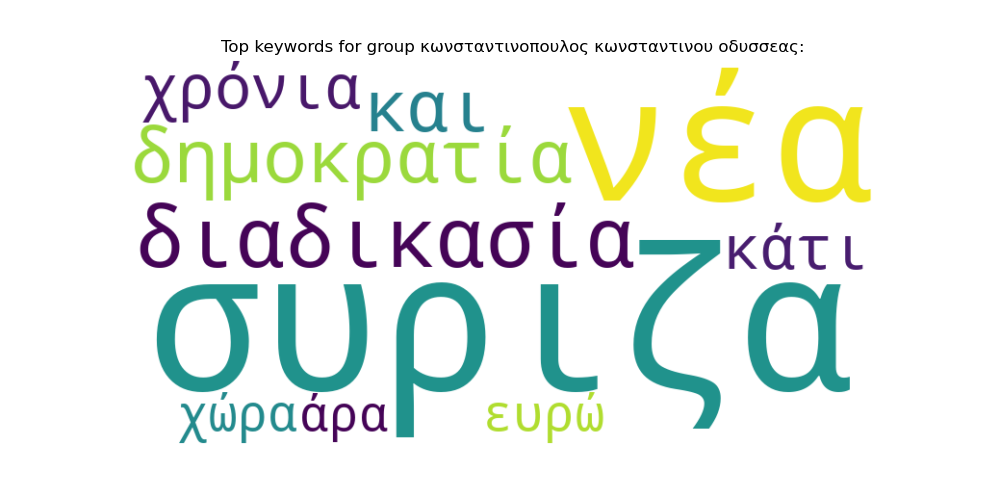 Top keywords for group κωνσταντινοπουλος κωνσταντινου οδυσσεας:
χρόνια και νέα
δημοκρατία
διαδικασία κάτι
συριζα
χώρα άρα ευρώ